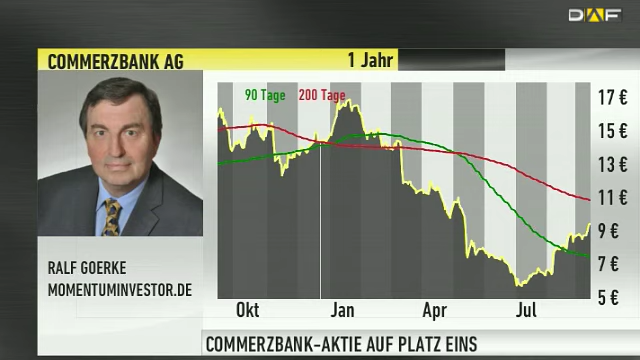 DAF
COMMERZBANK AG
1 Jahr
90 Tage
200 Tage
17 €
15 €
13 €
11 €
9 €
7 €
5 €
Okt
Jan
Apr
Jul
RALF GOERKE
MOMENTUMINVESTOR.DE
COMMERZBANK-AKTIE AUF PLATZ EINS